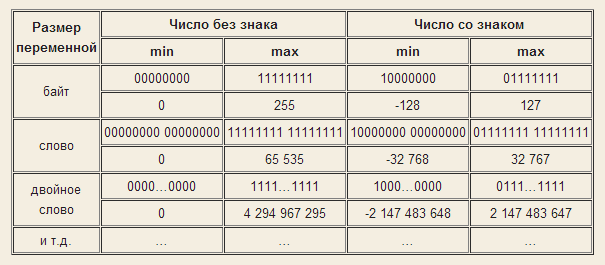 Размер переменной Число без знака Число со знаком
min max min max
байт 00000000 11111111 10000000 01111111
0 255 -128 127
слово 00000000 00000000 11111111 11111111 10000000 00000000 01111111 11111111
0 65 535 -32 768 32 767
двойное слово 0000…0000 1111…1111 1000…0000 0111…1111
0 4 294 967 295 -2 147 483 648 2 147 483 647
и т.д. … … … …